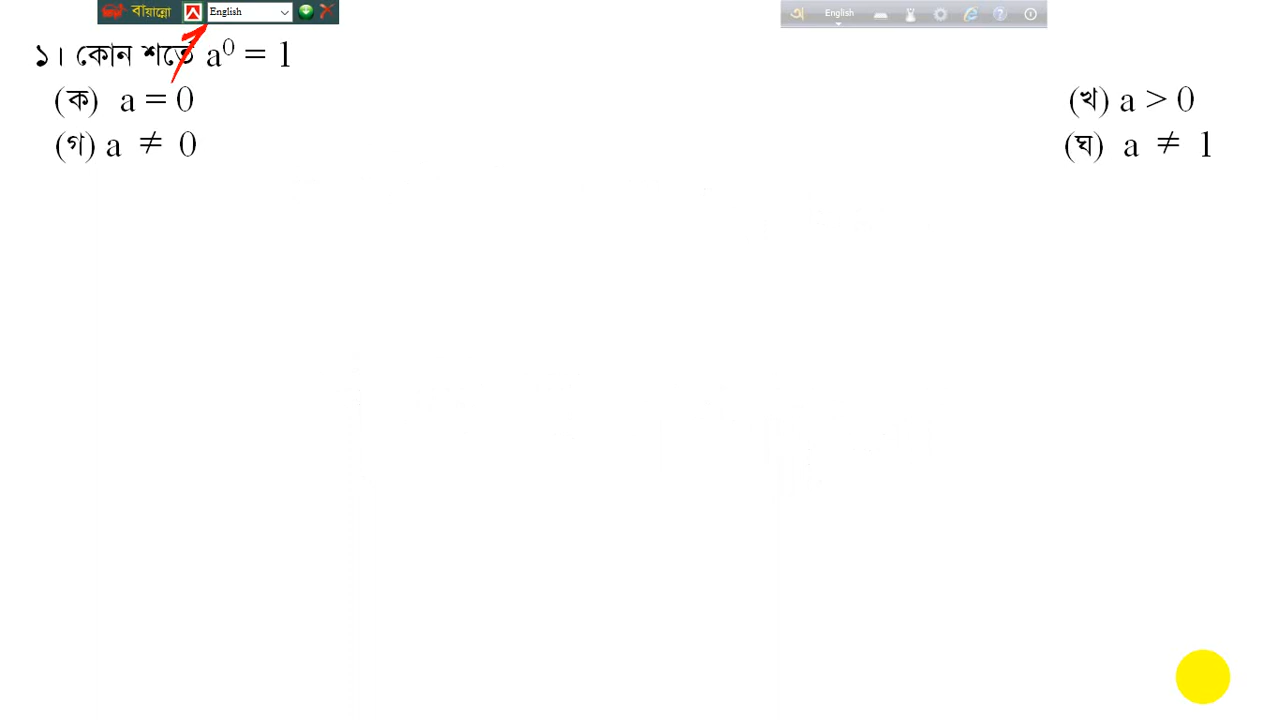 বায়ান্নো English English
১। কোন শর্তে a⁰ = 1
(ক) a = 0 (খ) a > 0
(গ) a ≠ 0 (ঘ) a ≠ 1